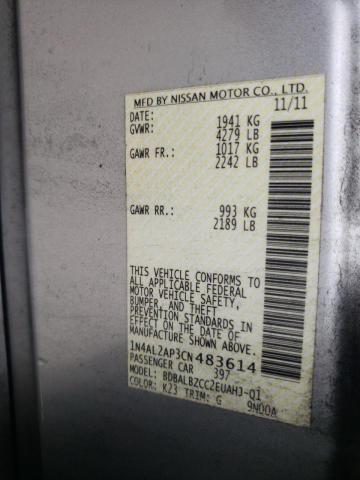 MFD BY NISSAN MOTOR CO., LTD.
DATE: 11/11
GVWR: 1941 KG
4279 LB
GAWR FR.: 1017 KG
2242 LB
GAWR RR.: 993 KG
2189 LB
THIS VEHICLE CONFORMS TO
ALL APPLICABLE FEDERAL
MOTOR VEHICLE SAFETY,
BUMPER, AND THEFT
PREVENTION STANDARDS IN
EFFECT ON THE DATE OF
MANUFACTURE SHOWN ABOVE.
1N4AL2AP3CN483614
PASSENGER CAR 397
MODEL: BDBALBZCC2EUAHJ-Q1
COLOR: K23 TRIM: G 9N00A